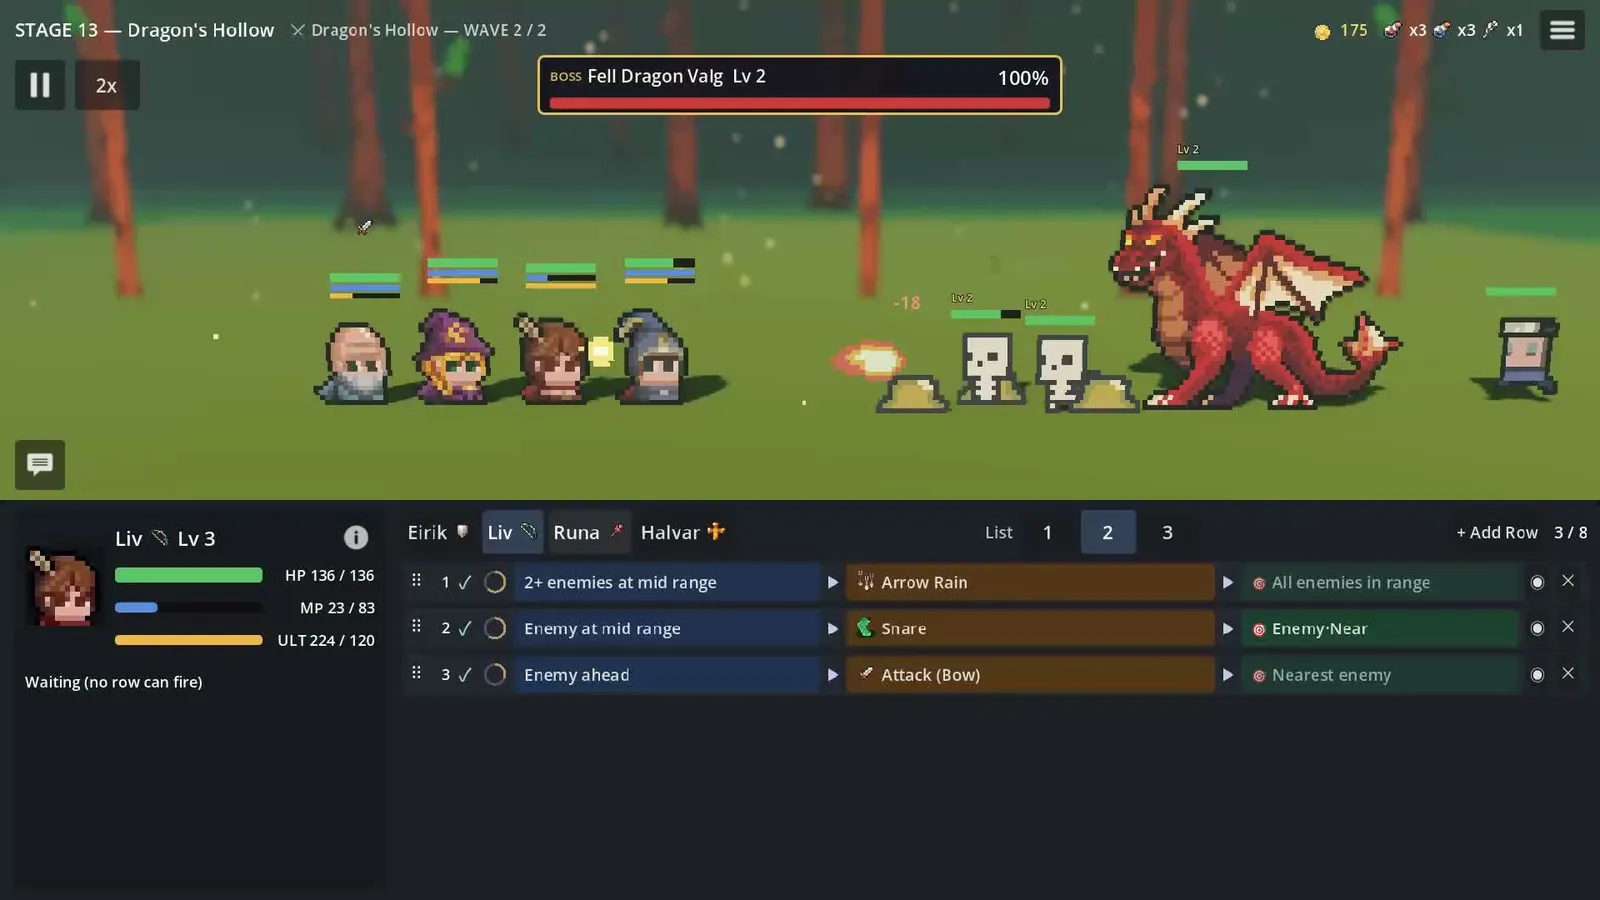 STAGE 13 — Dragon's Hollow
Dragon's Hollow — WAVE 2 / 2
175 x3 x3 x1
2x
BOSS Fell Dragon Valg Lv 2 100%
Lv 2
-18
Lv 2
Lv 2
Liv Lv 3
HP 136 / 136
MP 23 / 83
ULT 224 / 120
Waiting (no row can fire)
Eirik Liv Runa Halvar List 1 2 3 + Add Row 3 / 8
1 ✓ 2+ enemies at mid range Arrow Rain All enemies in range
2 ✓ Enemy at mid range Snare Enemy·Near
3 ✓ Enemy ahead Attack (Bow) Nearest enemy